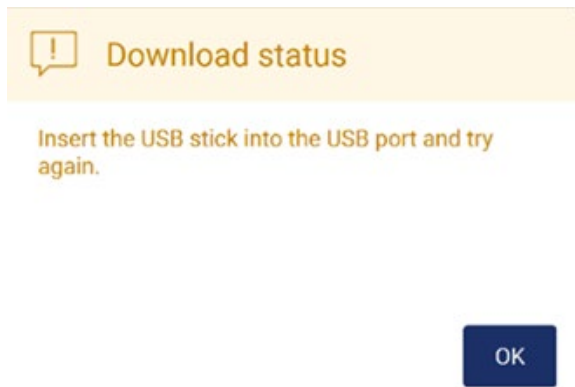 Download status
Insert the USB stick into the USB port and try
again.
OK